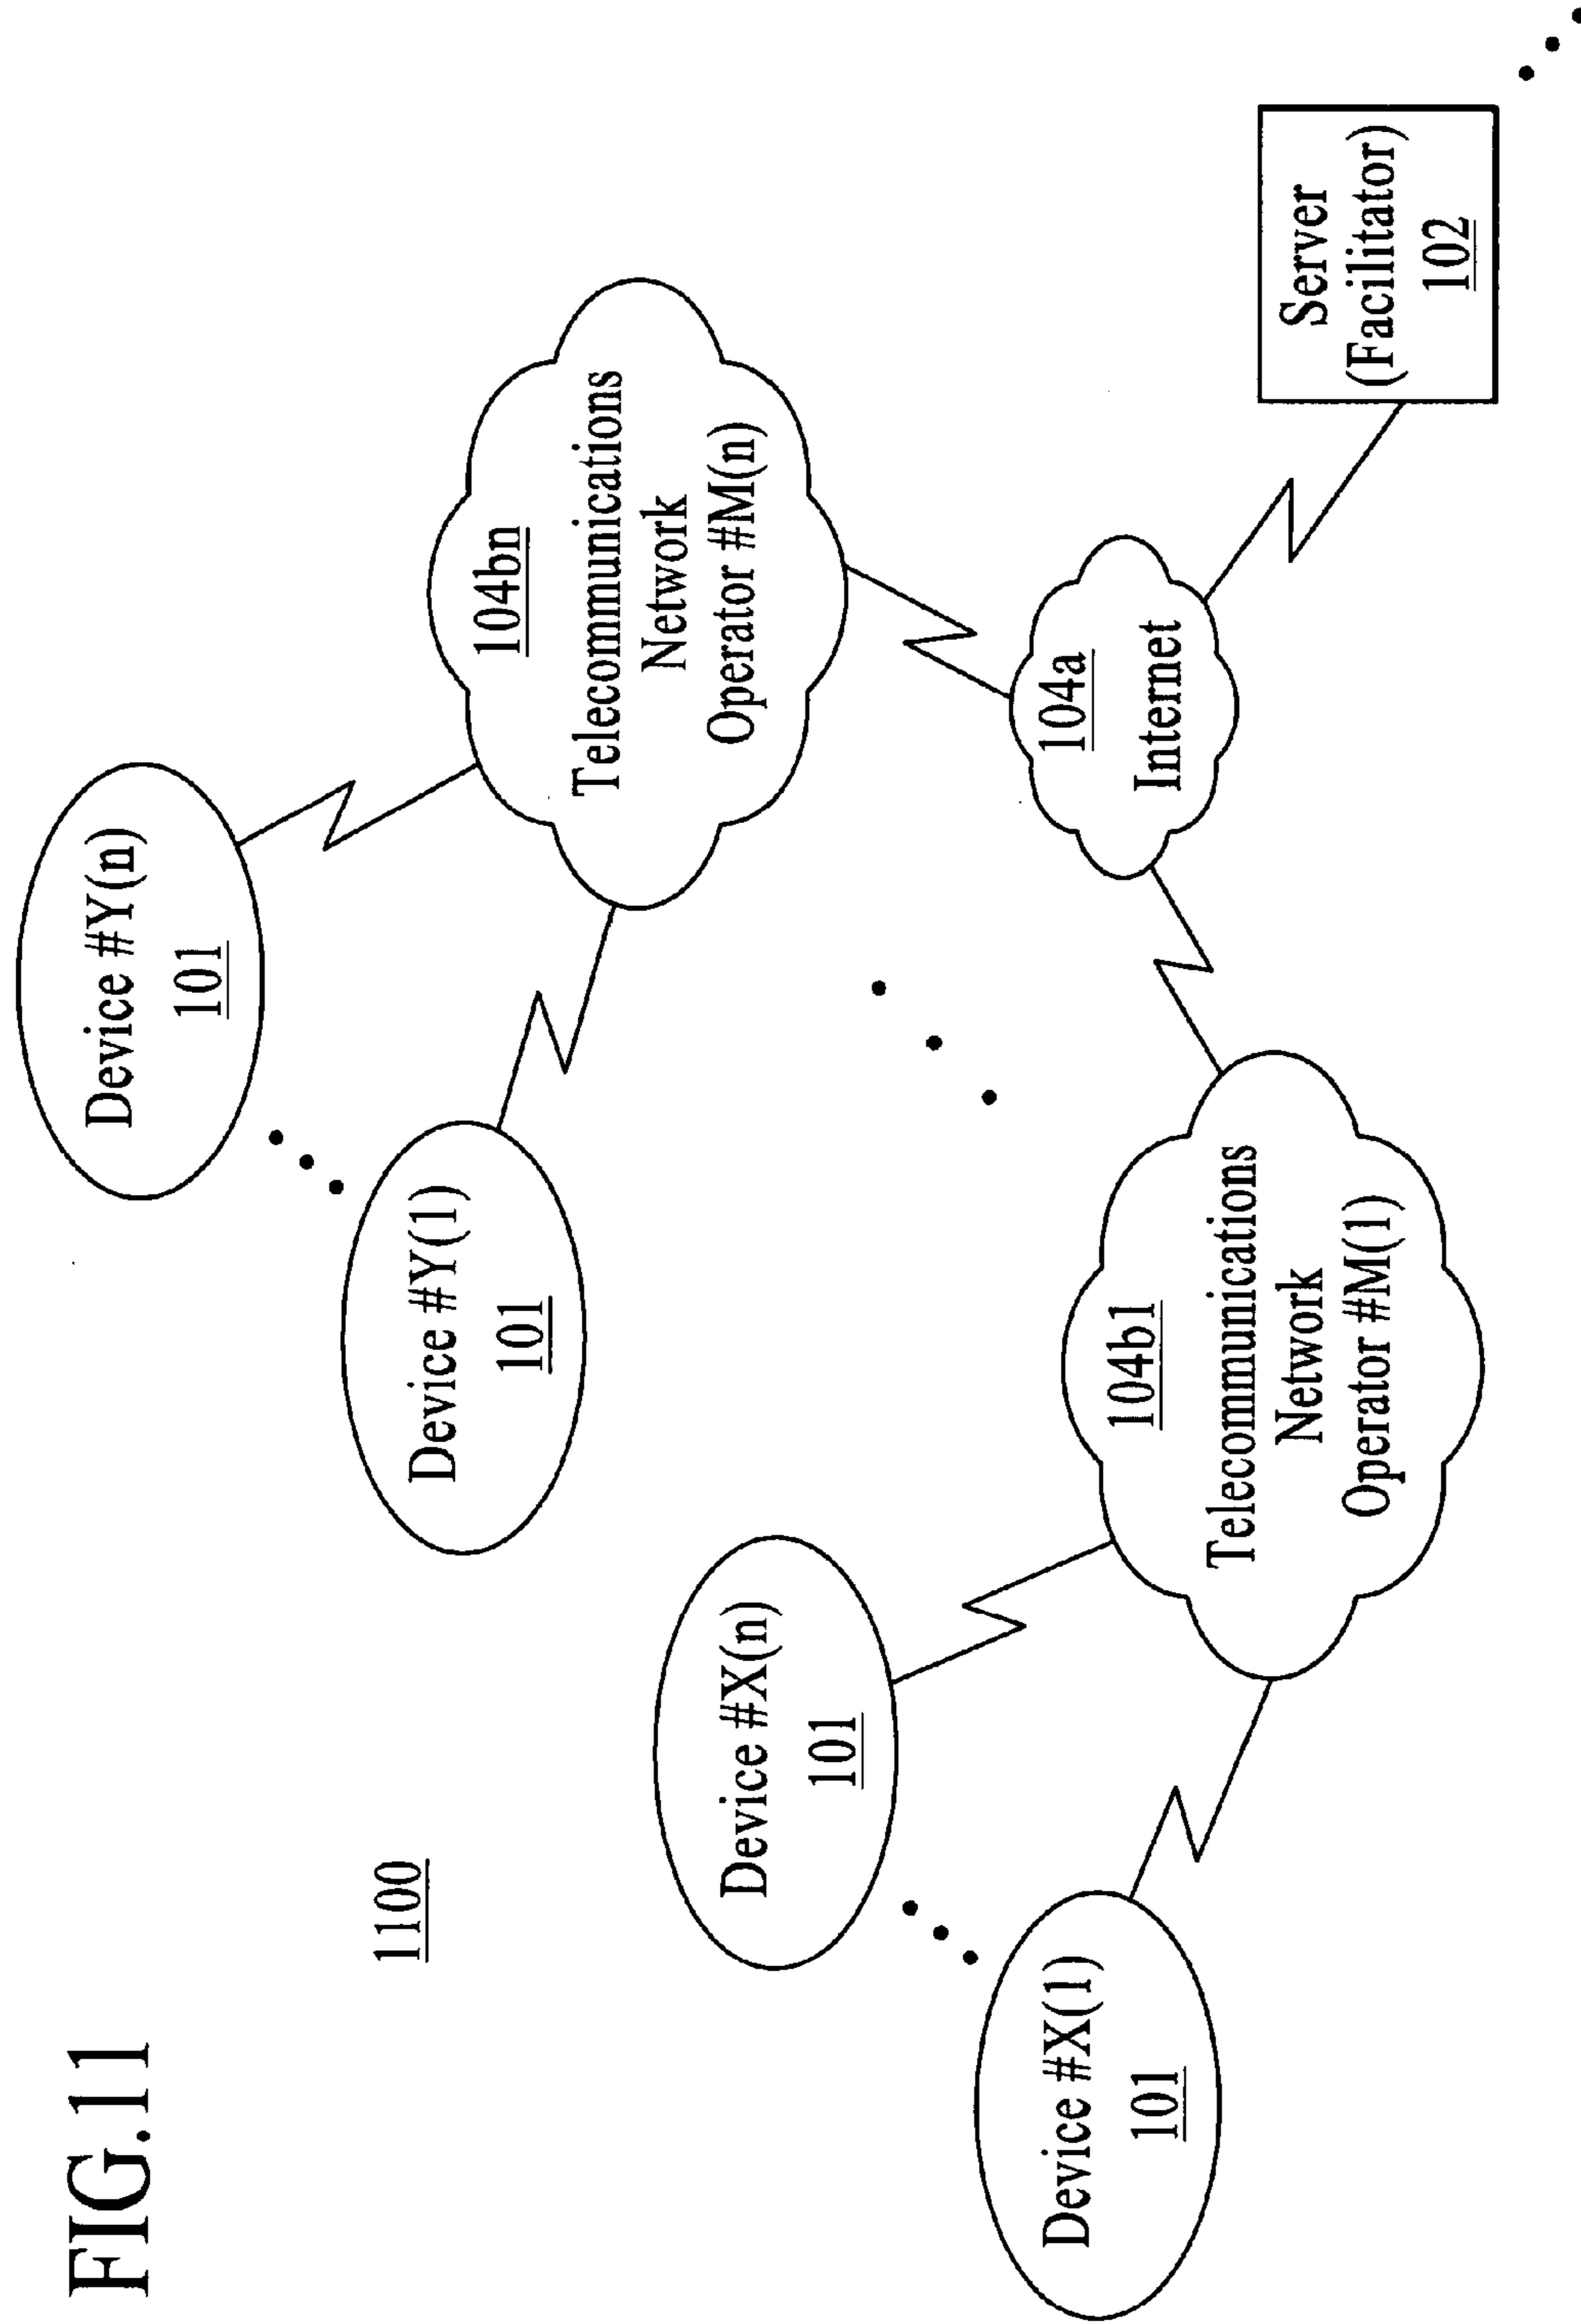 FIG.11
1100
Device #Y(n)
101
Device #Y(1)
101
104bn
Telecommunications
Network
Operator #M(n)
Device #X(n)
101
Device #X(1)
101
104b1
Telecommunications
Network
Operator #M(1)
104a
Internet
Server
(Facilitator)
102